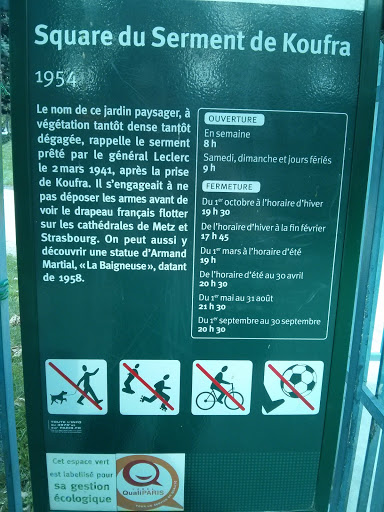 Square du Serment de Koufra
1954
Le nom de ce jardin paysager, à
végétation tantôt dense tantôt
dégagée, rappelle le serment
prêté par le général Leclerc
le 2 mars 1941, après la prise
de Koufra. Il s'engageait à ne
pas déposer les armes avant de
voir le drapeau français flotter
sur les cathédrales de Metz et
Strasbourg. On peut aussi y
découvrir une statue d'Armand
Martial, « La Baigneuse », datant
de 1958.
OUVERTURE
En semaine
8 h
Samedi, dimanche et jours fériés
9 h
FERMETURE
Du 1er octobre à l'horaire d'hiver
19 h 30
De l'horaire d'hiver à la fin février
17 h 45
Du 1er mars à l'horaire d'été
19 h
De l'horaire d'été au 30 avril
20 h 30
Du 1er mai au 31 août
21 h 30
Du 1er septembre au 30 septembre
20 h 30
Cet espace vert
est labellisé pour
sa gestion
écologique
QualiPARIS